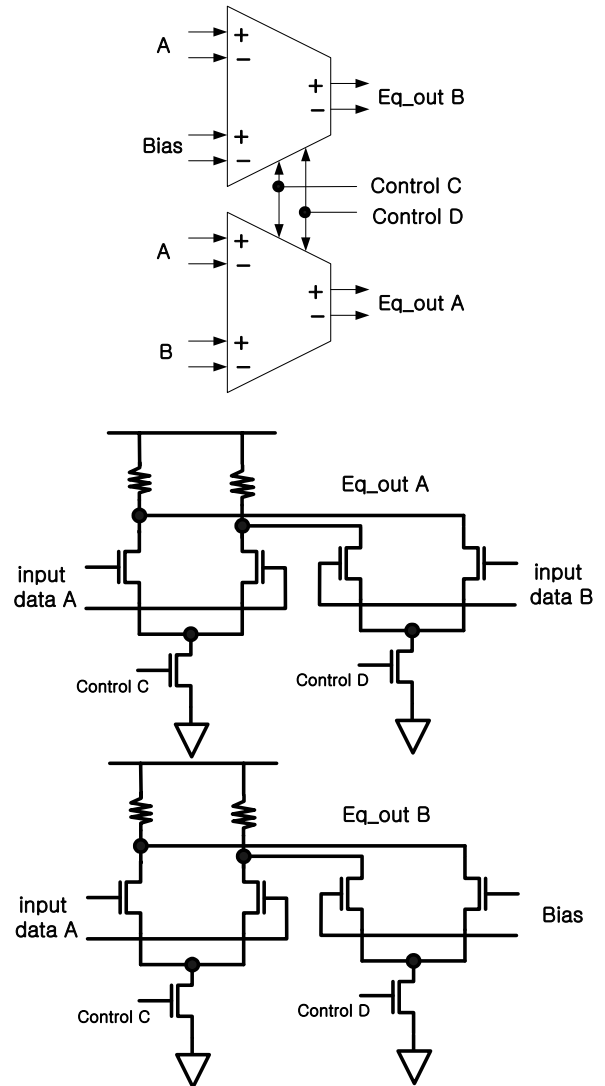 A
+
−
+
−
Eq_out B
Bias
+
−
Control C
Control D
A
+
−
+
−
Eq_out A
B
+
−
Eq_out A
input
data A
input
data B
Control C
Control D
Eq_out B
input
data A
Bias
Control C
Control D